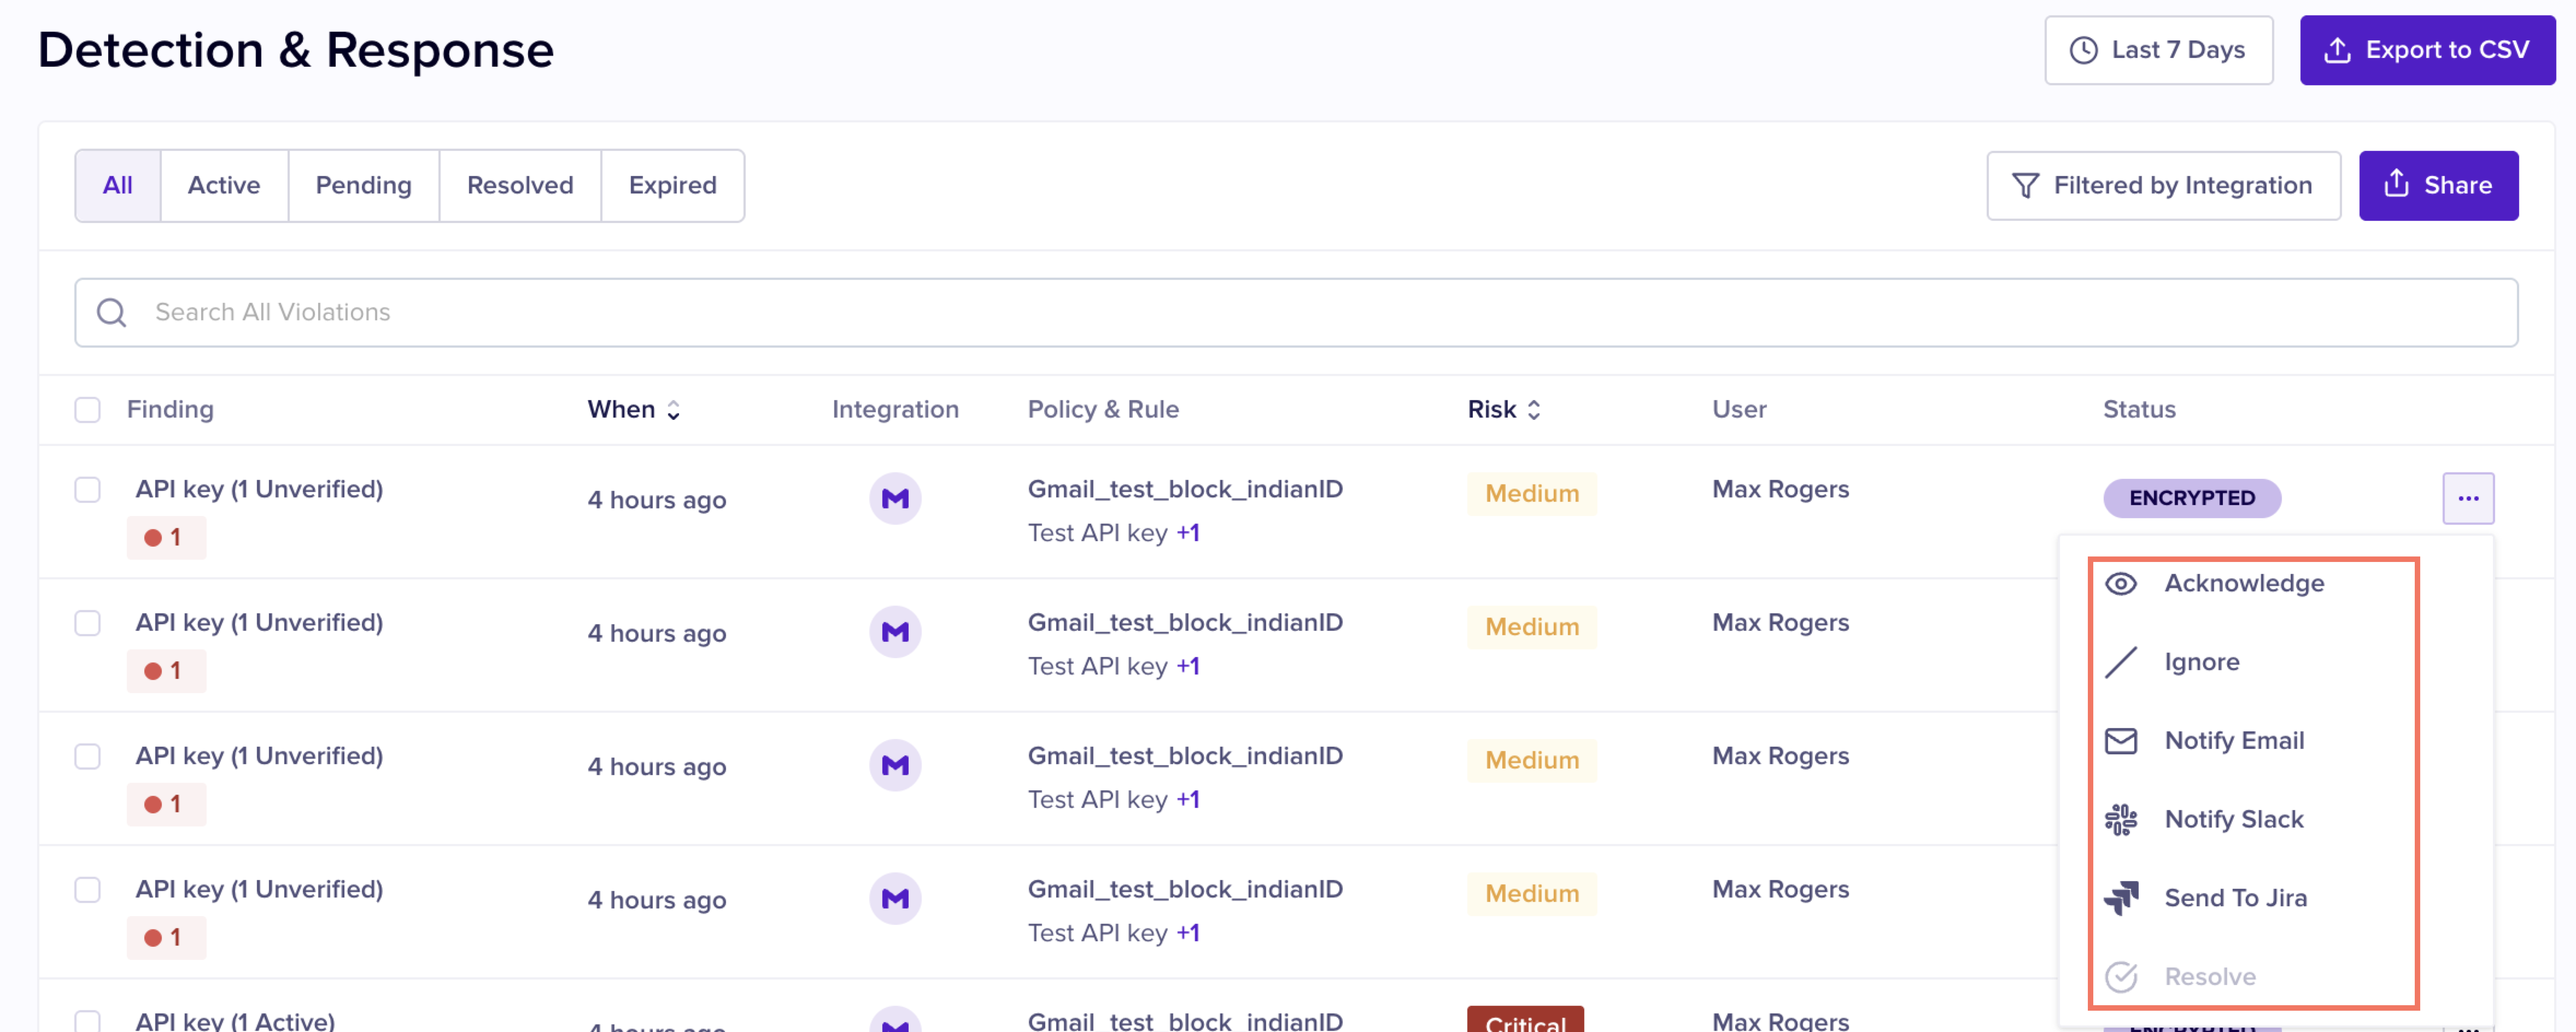 Detection & Response
Last 7 Days
Export to CSV
All
Active
Pending
Resolved
Expired
Filtered by Integration
Share
Search All Violations
Finding
When
Integration
Policy & Rule
Risk
User
Status
API key (1 Unverified)
1
4 hours ago
Gmail_test_block_indianID
Test API key +1
Medium
Max Rogers
ENCRYPTED
Acknowledge
Ignore
Notify Email
Notify Slack
Send To Jira
Resolve
API key (1 Unverified)
1
4 hours ago
Gmail_test_block_indianID
Test API key +1
Medium
Max Rogers
API key (1 Unverified)
1
4 hours ago
Gmail_test_block_indianID
Test API key +1
Medium
Max Rogers
API key (1 Unverified)
1
4 hours ago
Gmail_test_block_indianID
Test API key +1
Medium
Max Rogers
API key (1 Active)
4 hours ago
Gmail_test_block_indianID
Critical
Max Rogers
ENCRYPTED